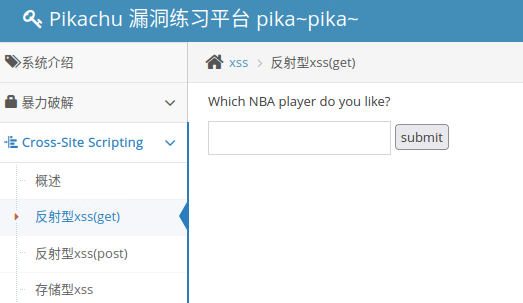 Pikachu 漏洞练习平台 pika~pika~
系统介绍
暴力破解
Cross-Site Scripting
概述
反射型xss(get)
反射型xss(post)
存储型xss
xss > 反射型xss(get)
Which NBA player do you like?
submit